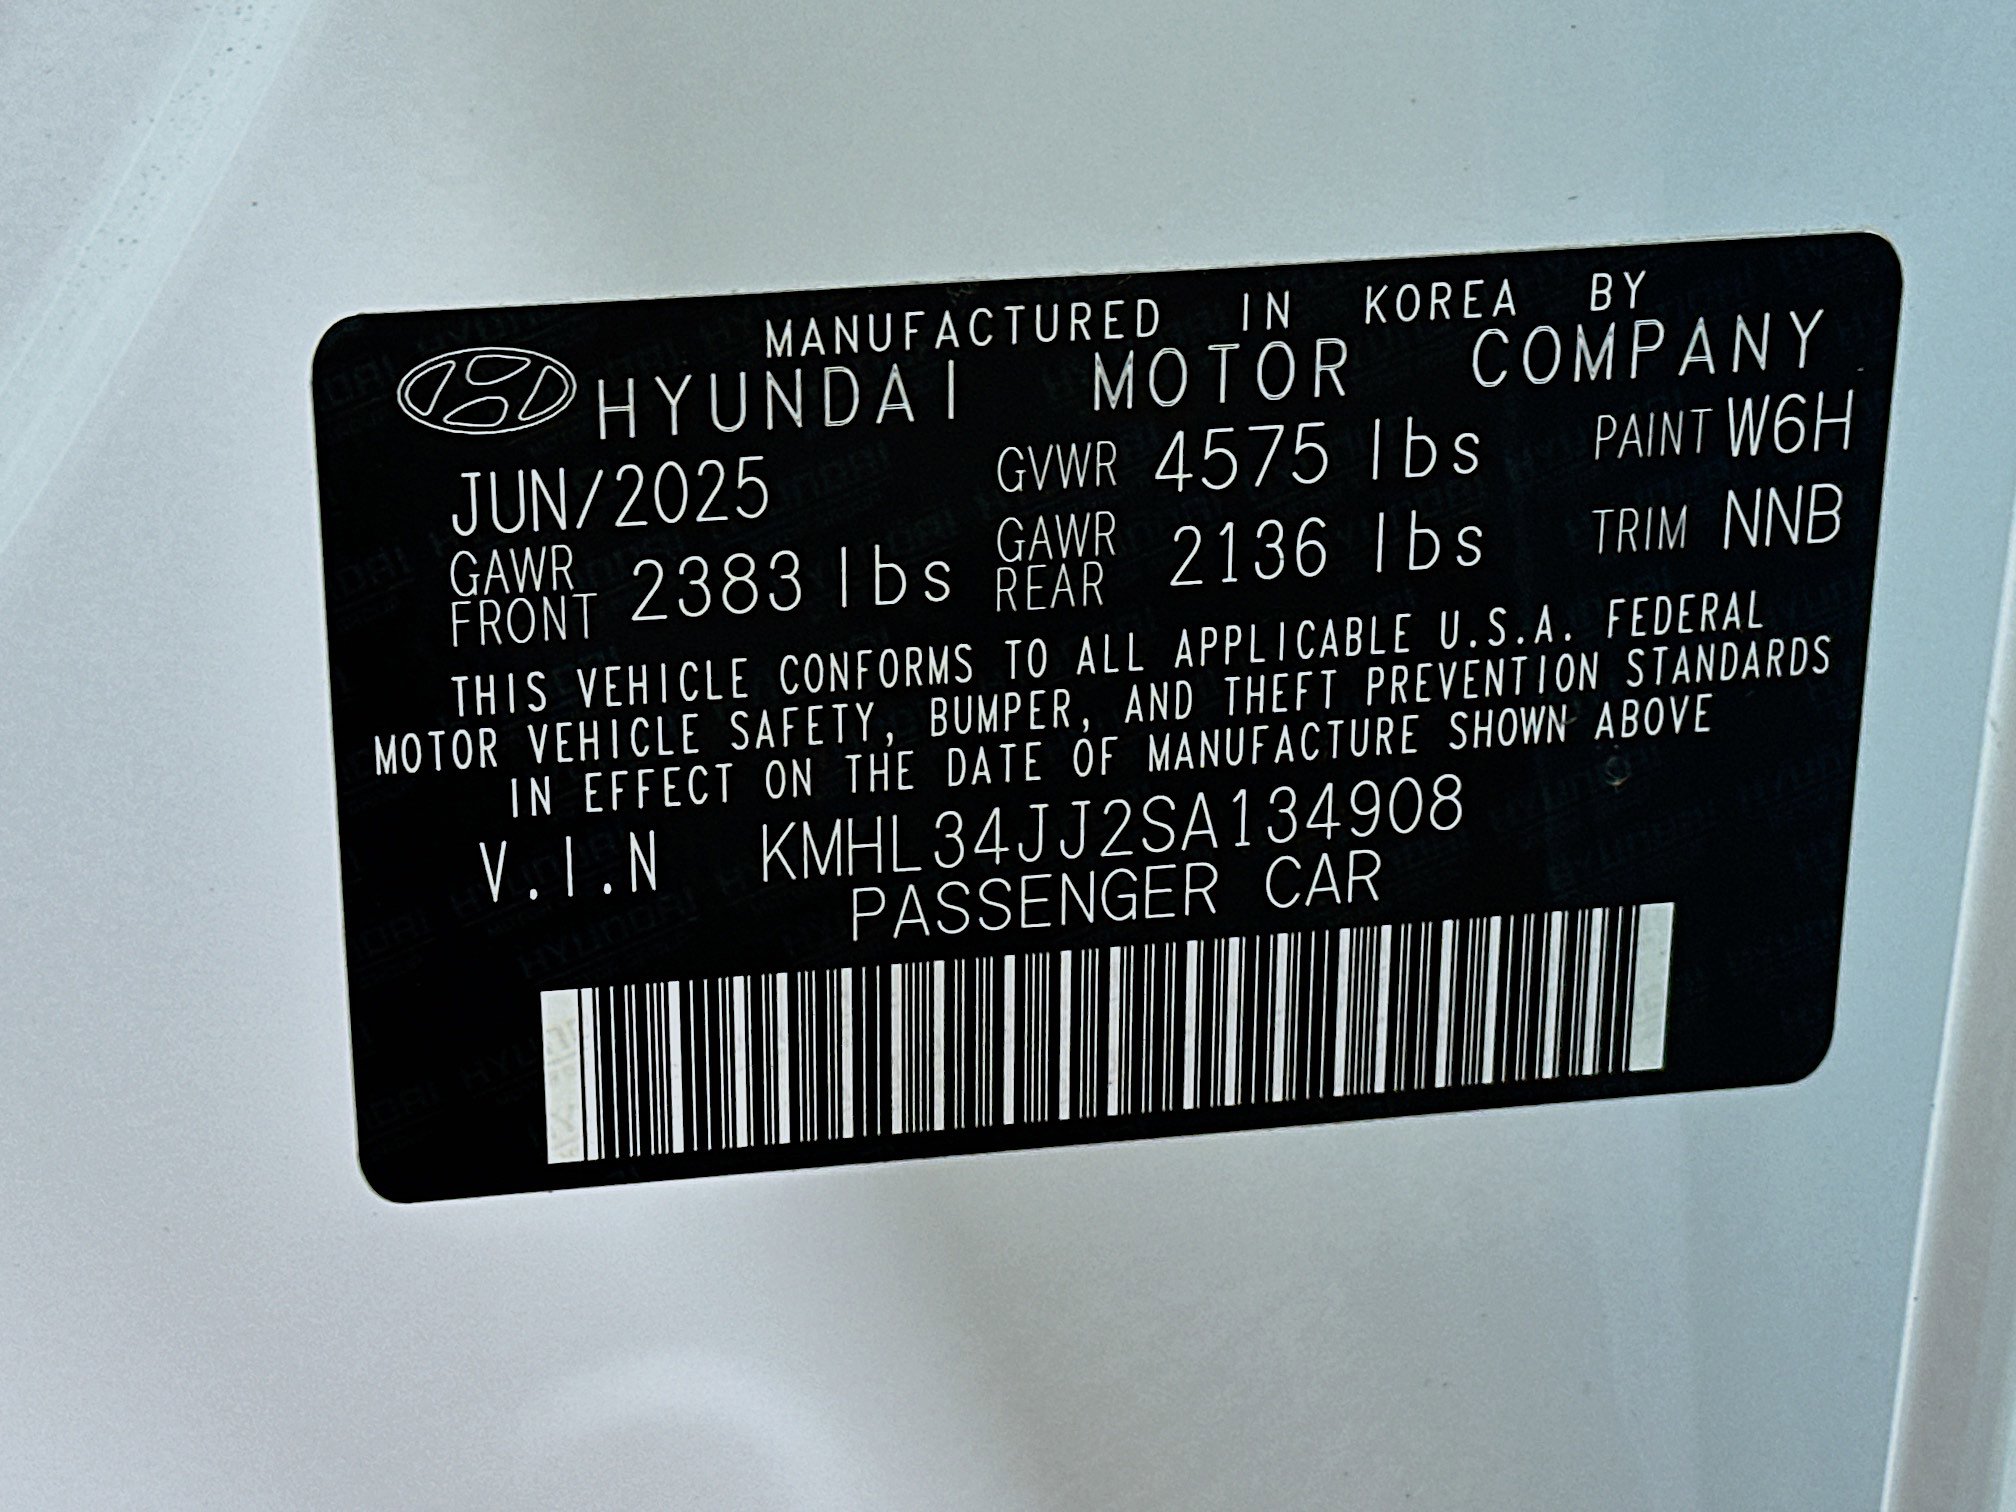 MANUFACTURED IN KOREA BY
HYUNDAI MOTOR COMPANY
JUN/2025 GVWR 4575 lbs PAINT W6H
GAWR FRONT 2383 lbs GAWR REAR 2136 lbs TRIM NNB
THIS VEHICLE CONFORMS TO ALL APPLICABLE U.S.A. FEDERAL
MOTOR VEHICLE SAFETY, BUMPER, AND THEFT PREVENTION STANDARDS
IN EFFECT ON THE DATE OF MANUFACTURE SHOWN ABOVE
V.I.N KMHL34JJ2SA134908
PASSENGER CAR